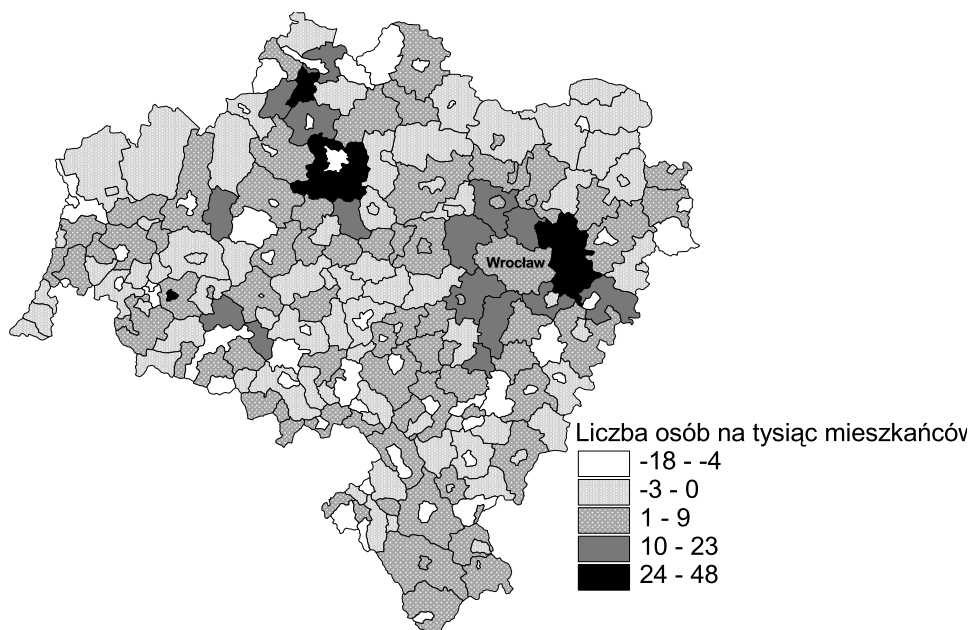 Wrocław
Liczba osób na tysiąc mieszkańców
-18 - -4
-3 - 0
1 - 9
10 - 23
24 - 48